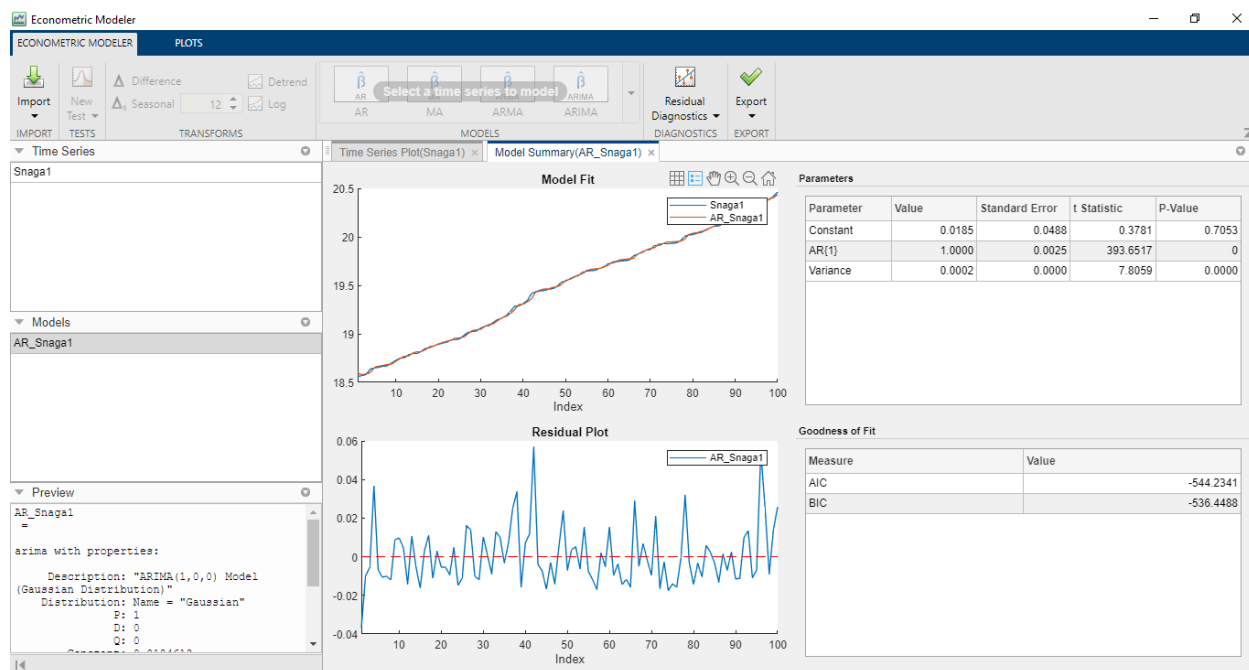 Econometric Modeler
ECONOMETRIC MODELER PLOTS
Import
New
Test
Difference
Seasonal 12
Detrend
Log
Select a time series to model
AR
AR
MA
ARMA
ARIMA
ARIMA
Residual
Diagnostics
Export
IMPORT TESTS TRANSFORMS MODELS DIAGNOSTICS EXPORT
Time Series
Snaga1
Models
AR_Snaga1
Preview
AR_Snaga1
=
arima with properties:
Description: "ARIMA(1,0,0) Model
(Gaussian Distribution)"
Distribution: Name = "Gaussian"
P: 1
D: 0
Q: 0
Time Series Plot(Snaga1) Model Summary(AR_Snaga1)
Model Fit
Snaga1
AR_Snaga1
20.5
20
19.5
19
18.5
10 20 30 40 50 60 70 80 90 100
Index
Residual Plot
AR_Snaga1
0.06
0.04
0.02
0
-0.02
-0.04
10 20 30 40 50 60 70 80 90 100
Index
Parameters
Parameter Value Standard Error t Statistic P-Value
Constant 0.0185 0.0488 0.3781 0.7053
AR{1} 1.0000 0.0025 393.6517 0
Variance 0.0002 0.0000 7.8059 0.0000
Goodness of Fit
Measure Value
AIC -544.2341
BIC -536.4488